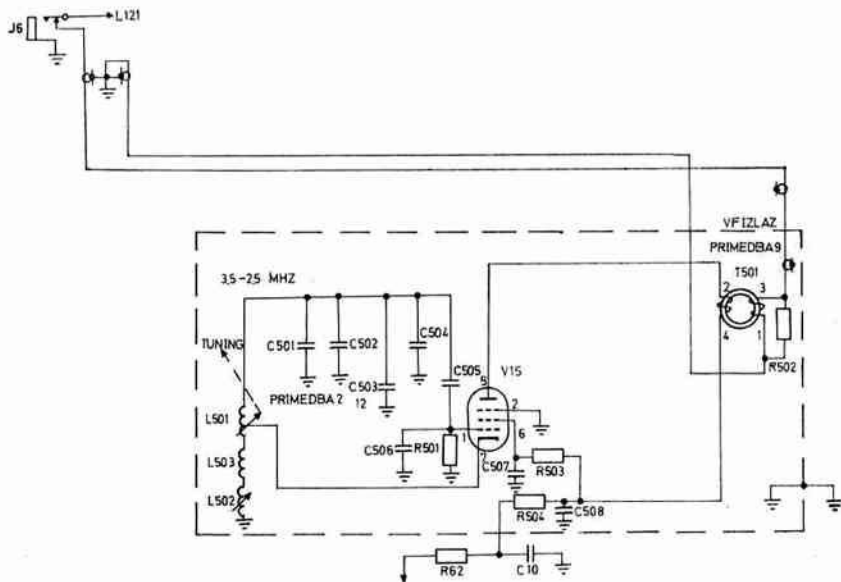 L121
J6
VF IZLAZ
PRIMEDBA 9
T501
3,5-2,5 MHZ
2 3
4 1
R502
TUNING
C501
C502
C503
12
C504
C505
PRIMEDBA 2
V15
5
2
6
1
7
L501
L503
L502
C506
R501
C507
R503
R504
C508
R62
C10